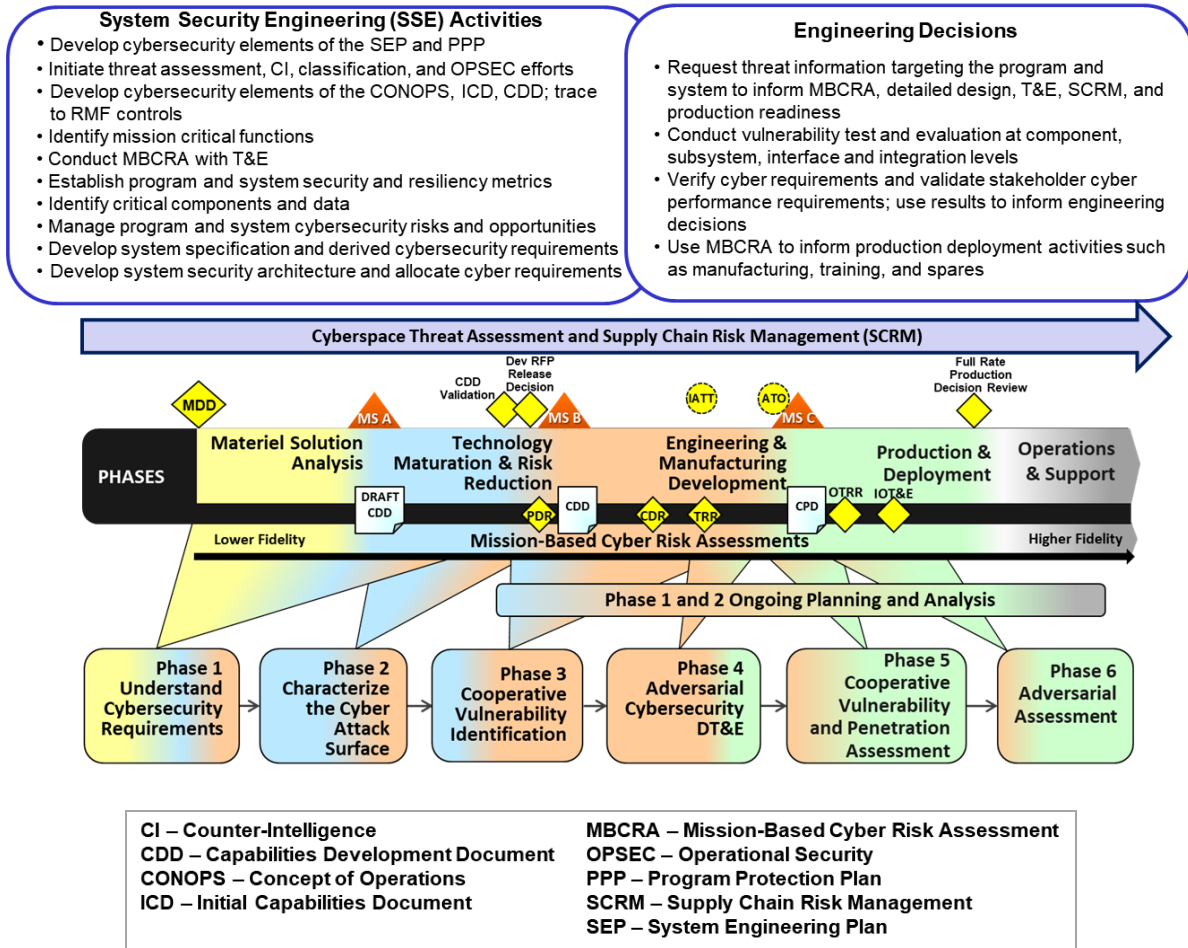 System Security Engineering (SSE) Activities
• Develop cybersecurity elements of the SEP and PPP
• Initiate threat assessment, CI, classification, and OPSEC efforts
• Develop cybersecurity elements of the CONOPS, ICD, CDD; trace
to RMF controls
• Identify mission critical functions
• Conduct MBCRA with T&E
• Establish program and system security and resiliency metrics
• Identify critical components and data
• Manage program and system cybersecurity risks and opportunities
• Develop system specification and derived cybersecurity requirements
• Develop system security architecture and allocate cyber requirements
Engineering Decisions
• Request threat information targeting the program and
system to inform MBCRA, detailed design, T&E, SCRM, and
production readiness
• Conduct vulnerability test and evaluation at component,
subsystem, interface and integration levels
• Verify cyber requirements and validate stakeholder cyber
performance requirements; use results to inform engineering
decisions
• Use MBCRA to inform production deployment activities such
as manufacturing, training, and spares
Cyberspace Threat Assessment and Supply Chain Risk Management (SCRM)
MDD
MS A
CDD
Validation
Dev RFP
Release
Decision
MS B
IATT
ATO
MS C
Full Rate
Production
Decision Review
PHASES
Materiel Solution
Analysis
Technology
Maturation & Risk
Reduction
Engineering &
Manufacturing
Development
Production &
Deployment
Operations
& Support
DRAFT
CDD
PDR
CDD
CDR
TRR
CPD
OTRR
IOT&E
Lower Fidelity
Mission-Based Cyber Risk Assessments
Higher Fidelity
Phase 1 and 2 Ongoing Planning and Analysis
Phase 1
Understand
Cybersecurity
Requirements
Phase 2
Characterize
the Cyber
Attack
Surface
Phase 3
Cooperative
Vulnerability
Identification
Phase 4
Adversarial
Cybersecurity
DT&E
Phase 5
Cooperative
Vulnerability
and Penetration
Assessment
Phase 6
Adversarial
Assessment
CI – Counter-Intelligence
CDD – Capabilities Development Document
CONOPS – Concept of Operations
ICD – Initial Capabilities Document
MBCRA – Mission-Based Cyber Risk Assessment
OPSEC – Operational Security
PPP – Program Protection Plan
SCRM – Supply Chain Risk Management
SEP – System Engineering Plan